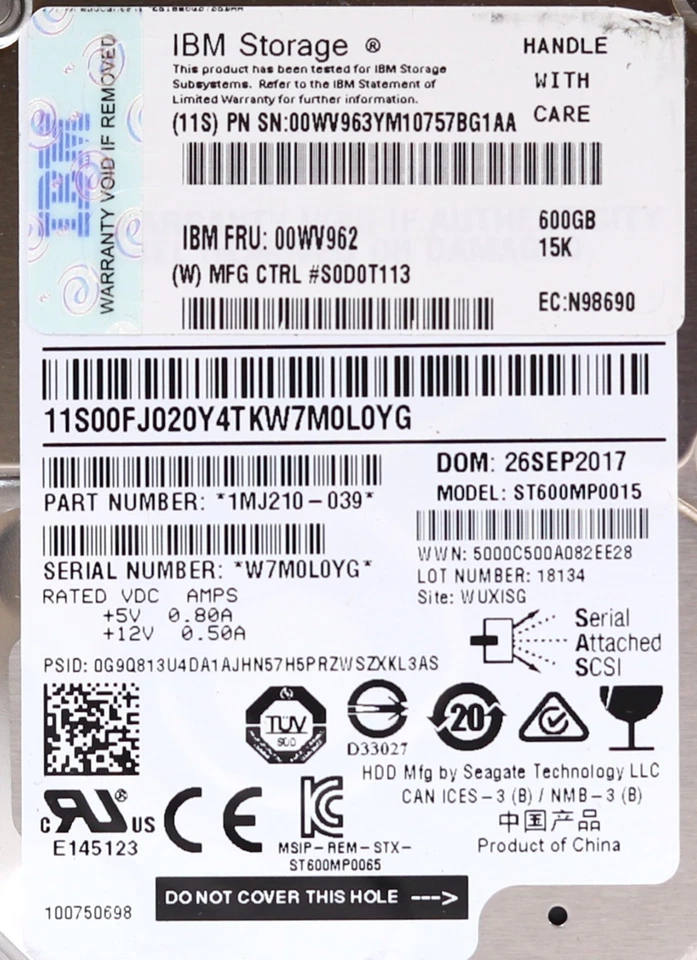 IBM Storage ®
This product has been tested for IBM Storage
Subsystems. Refer to the IBM Statement of
Limited Warranty for further information.
HANDLE
WITH
CARE
(11S) PN SN:00WV963YM10757BG1AA
IBM
WARRANTY VOID IF REMOVED
IBM FRU: 00WV962
600GB
15K
(W) MFG CTRL #S0D0T113
EC:N98690
11S00FJ020Y4TKW7M0L0YG
DOM: 26SEP2017
PART NUMBER: *1MJ210-039*
MODEL: ST600MP0015
WWN: 5000C500A082EE28
SERIAL NUMBER: *W7M0L0YG*
LOT NUMBER: 18134
RATED VDC AMPS
Site: WUXISG
+5V 0.80A
+12V 0.50A
Serial
Attached
SCSI
PSID: 0G9Q813U4DA1AJHN57H5PRZWSZXKL3AS
TÜV
SÜD
D33027
20
HDD Mfg by Seagate Technology LLC
CAN ICES-3 (B) / NMB-3 (B)
中国产品
Product of China
c RU ® US
E145123
CE
MSIP-REM-STX-
ST600MP0065
DO NOT COVER THIS HOLE --->
100750698